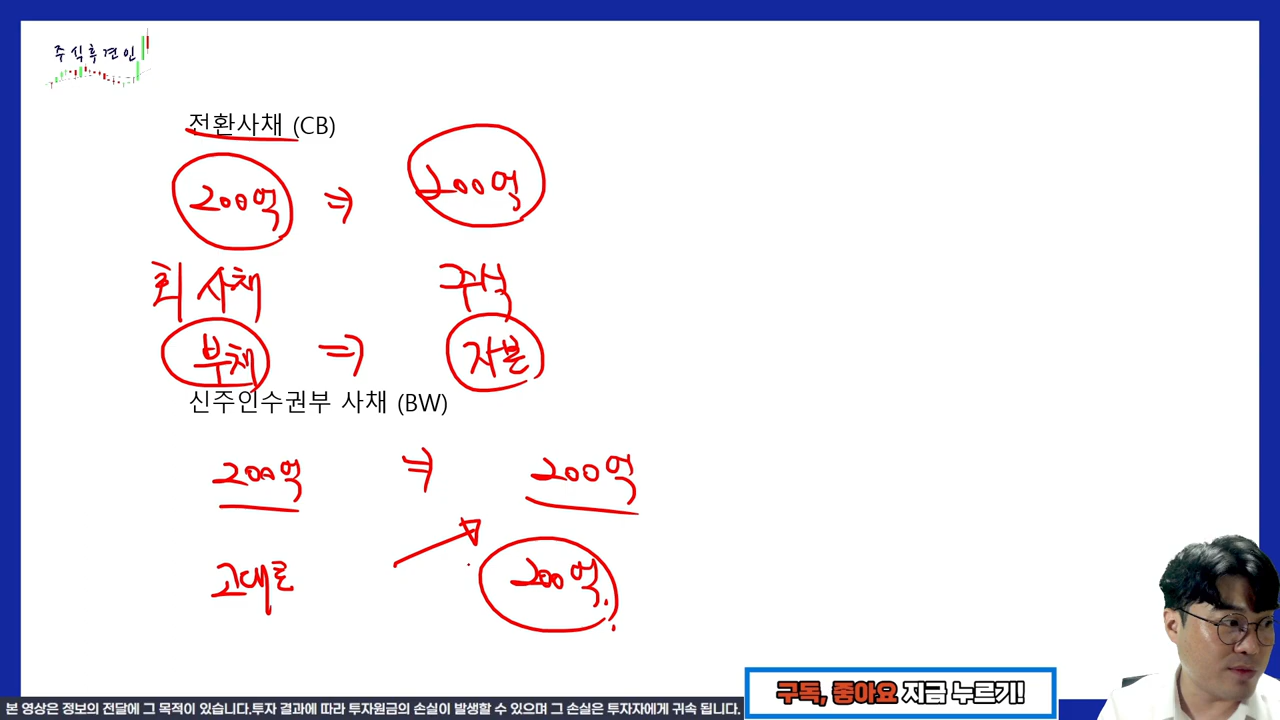 주식후견인
전환사채 (CB)
200억 ⇒ 200억
회사채 주식
부채 ⇒ 자본
신주인수권부 사채 (BW)
200억 ⇒ 200억
고대로 200억
구독, 좋아요 지금 누르기!
본 영상은 정보의 전달에 그 목적이 있습니다.투자 결과에 따라 투자원금의 손실이 발생할 수 있으며 그 손실은 투자자에게 귀속 됩니다.